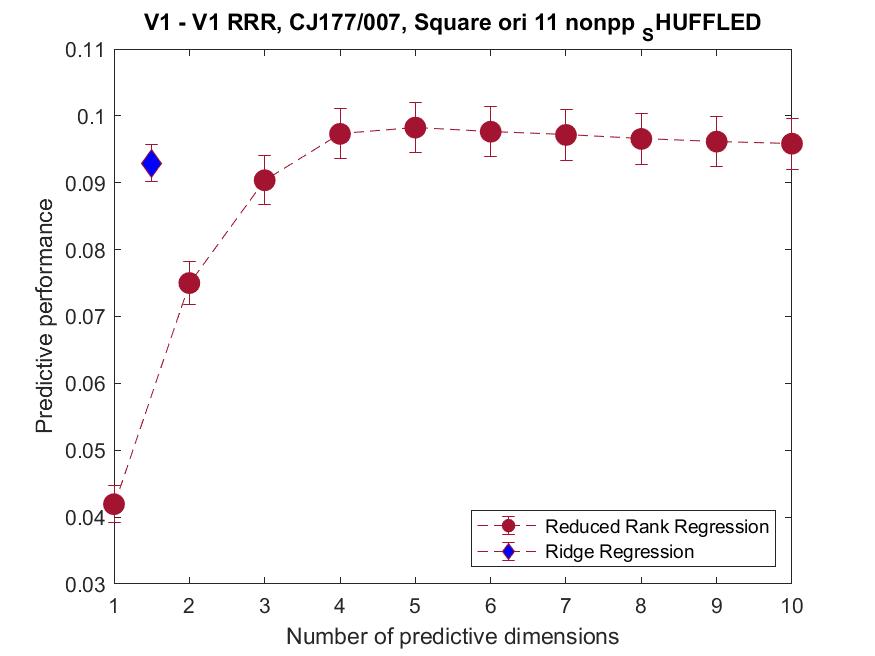 V1 - V1 RRR, CJ177/007, Square ori 11 nonpp SHUFFLED
0.11
0.1
0.09
0.08
0.07
0.06
0.05
0.04
0.03
Predictive performance
1 2 3 4 5 6 7 8 9 10
Number of predictive dimensions
Reduced Rank Regression
Ridge Regression